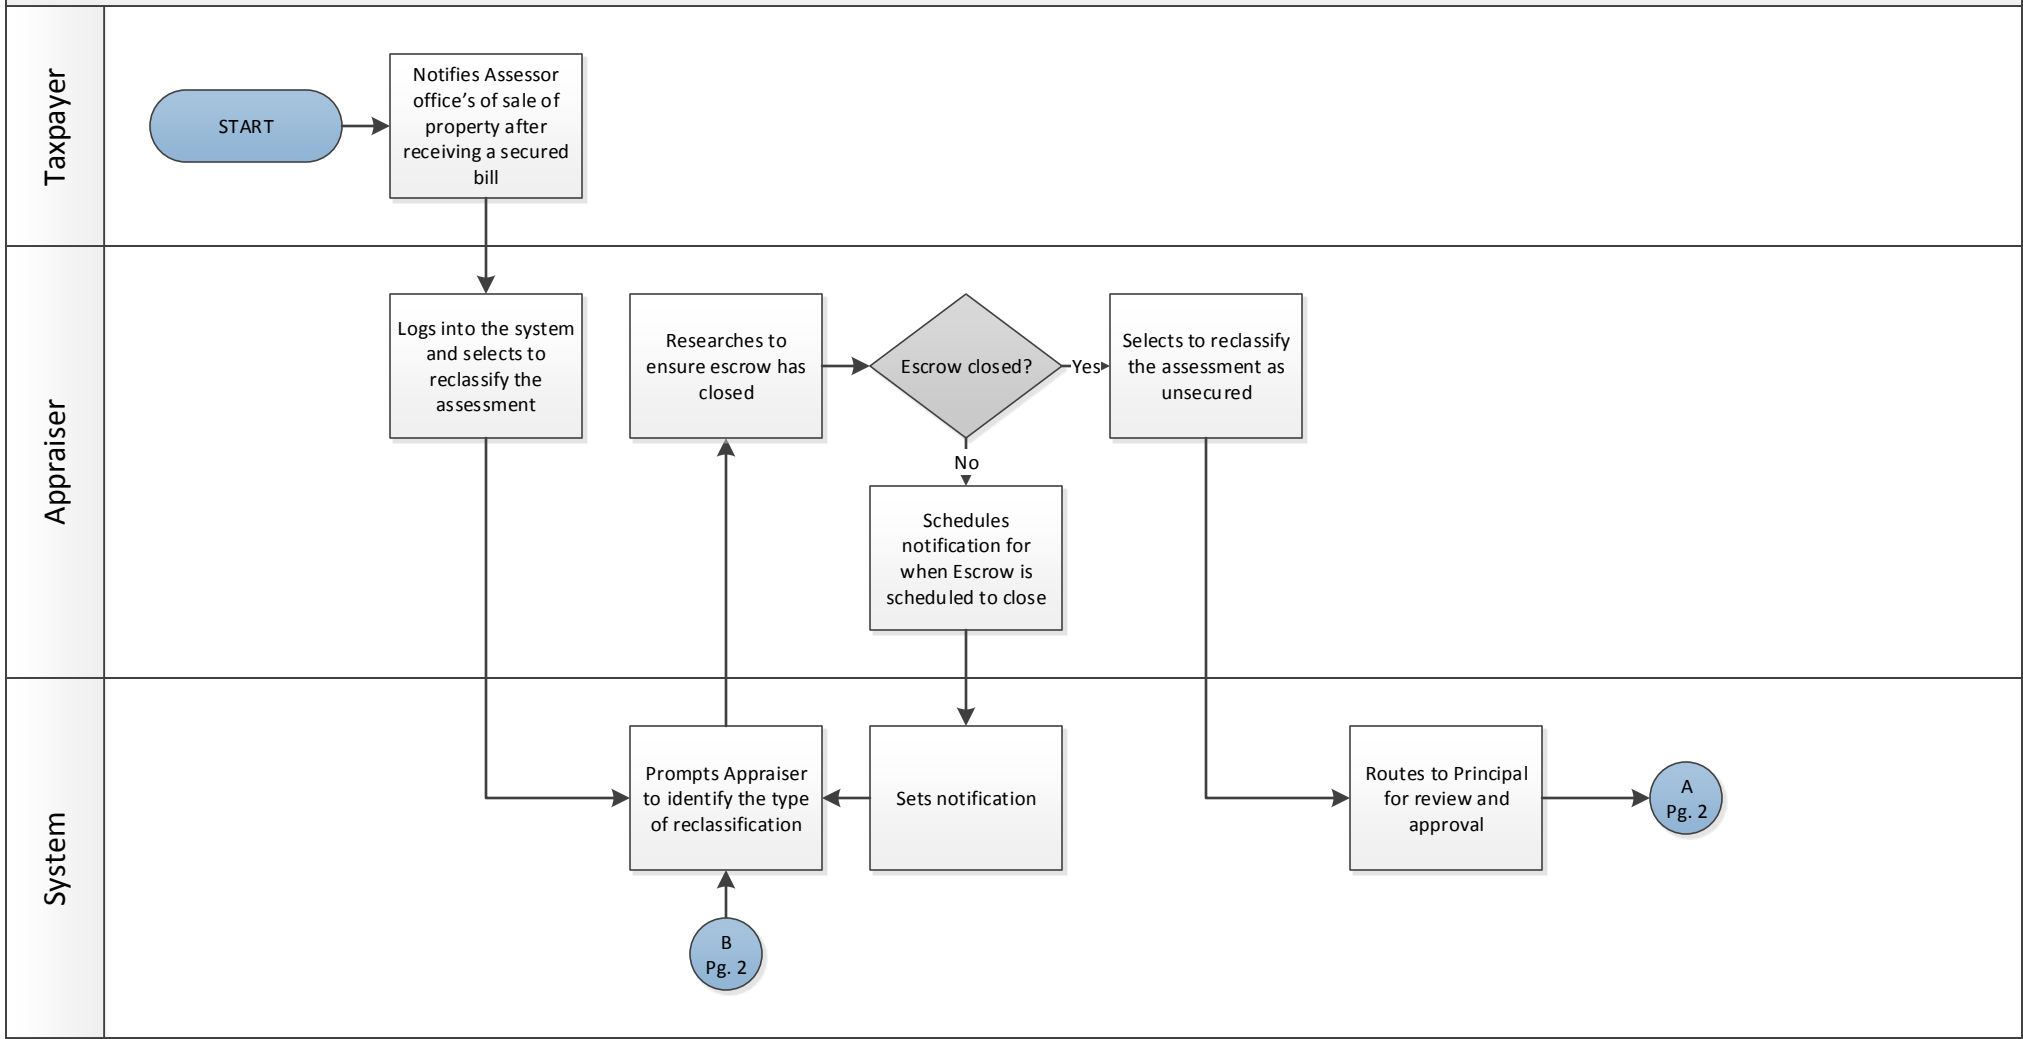 Taxpayer
START
Notifies Assessor
office's of sale of
property after
receiving a secured
bill
Appraiser
Logs into the system
and selects to
reclassify the
assessment
Researches to
ensure escrow has
closed
Escrow closed?
Yes
Selects to reclassify
the assessment as
unsecured
No
Schedules
notification for
when Escrow is
scheduled to close
System
Prompts Appraiser
to identify the type
of reclassification
Sets notification
Routes to Principal
for review and
approval
A
Pg. 2
B
Pg. 2